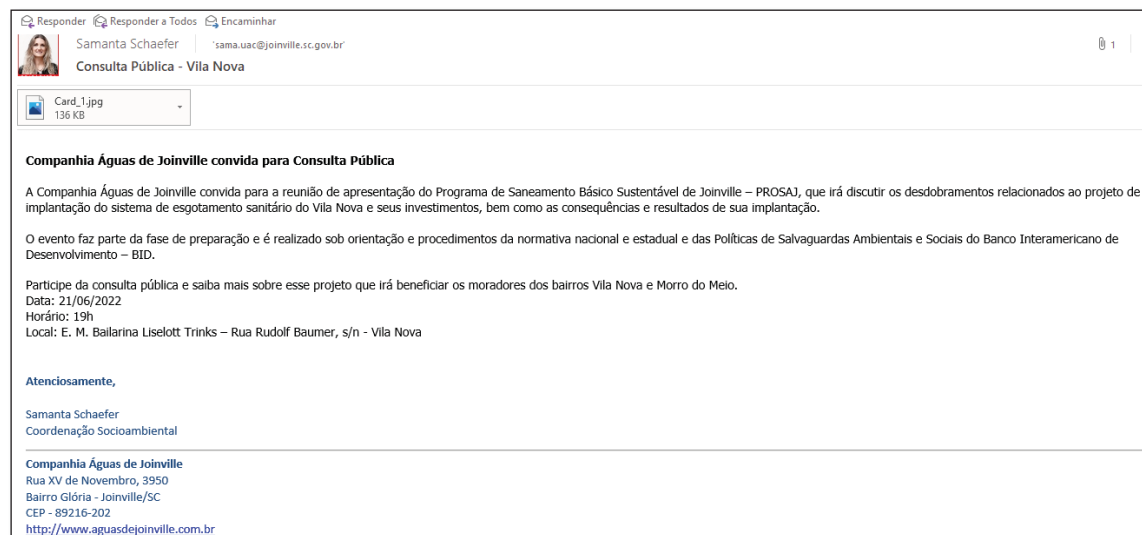 Responder Responder a Todos Encaminhar
Samanta Schaefer 'sama.uac@joinville.sc.gov.br' 1
Consulta Pública - Vila Nova
Card_1.jpg
136 KB
Companhia Águas de Joinville convida para Consulta Pública
A Companhia Águas de Joinville convida para a reunião de apresentação do Programa de Saneamento Básico Sustentável de Joinville – PROSAJ, que irá discutir os desdobramentos relacionados ao projeto de
implantação do sistema de esgotamento sanitário do Vila Nova e seus investimentos, bem como as consequências e resultados de sua implantação.
O evento faz parte da fase de preparação e é realizado sob orientação e procedimentos da normativa nacional e estadual e das Políticas de Salvaguardas Ambientais e Sociais do Banco Interamericano de
Desenvolvimento – BID.
Participe da consulta pública e saiba mais sobre esse projeto que irá beneficiar os moradores dos bairros Vila Nova e Morro do Meio.
Data: 21/06/2022
Horário: 19h
Local: E. M. Bailarina Liselott Trinks – Rua Rudolf Baumer, s/n - Vila Nova
Atenciosamente,
Samanta Schaefer
Coordenação Socioambiental
Companhia Águas de Joinville
Rua XV de Novembro, 3950
Bairro Glória - Joinville/SC
CEP - 89216-202
http://www.aguasdejoinville.com.br